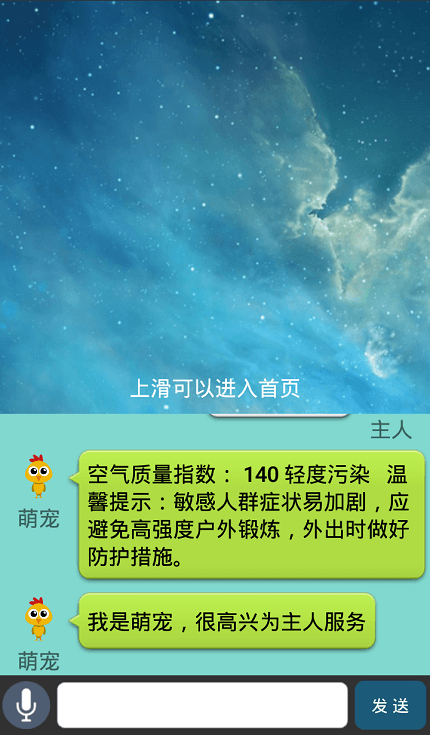 上滑可以进入首页
主人
空气质量指数： 140 轻度污染 温
馨提示：敏感人群症状易加剧，应
避免高强度户外锻炼，外出时做好
防护措施。
萌宠
我是萌宠，很高兴为主人服务
萌宠
发送